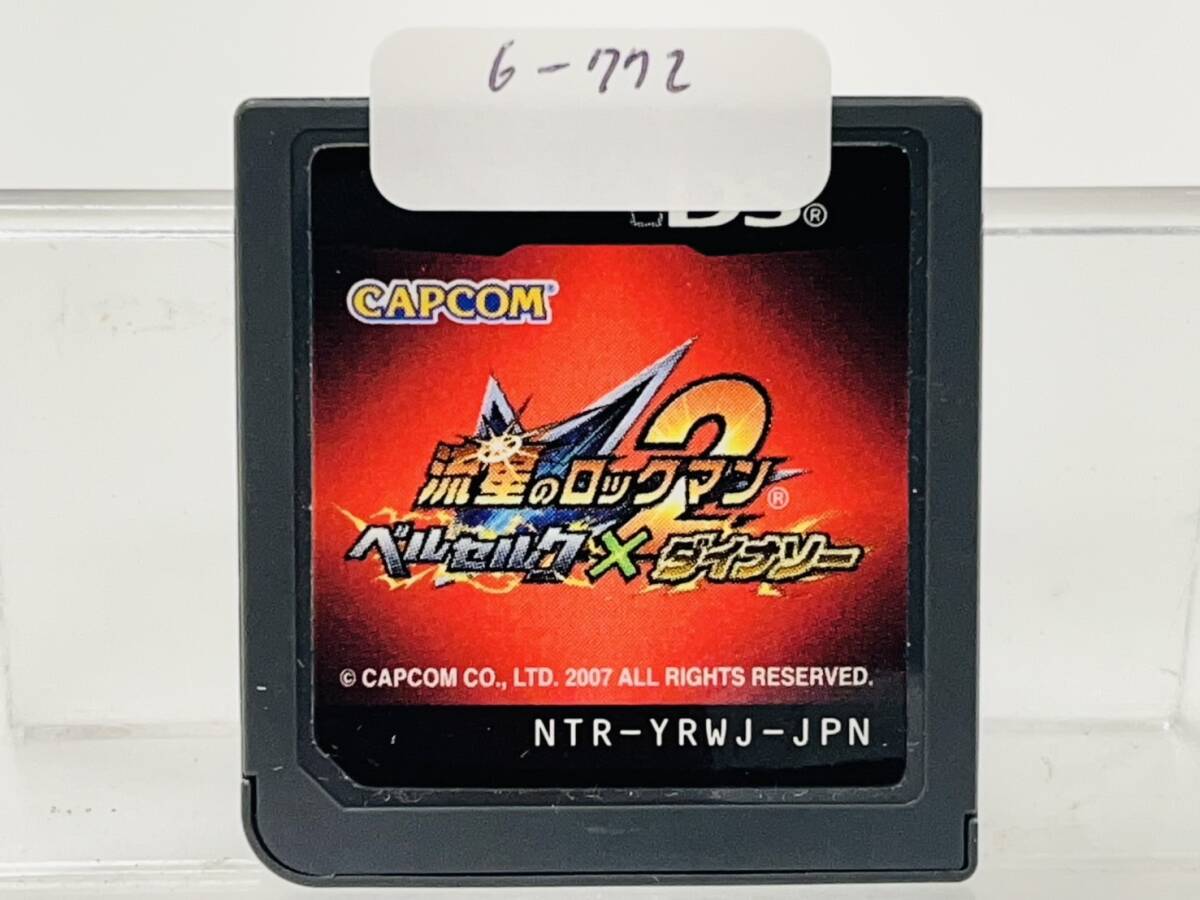 6-772
DS®
CAPCOM
流星のロックマン®2
ベルセルク×ダイナソー
© CAPCOM CO., LTD. 2007 ALL RIGHTS RESERVED.
NTR-YRWJ-JPN